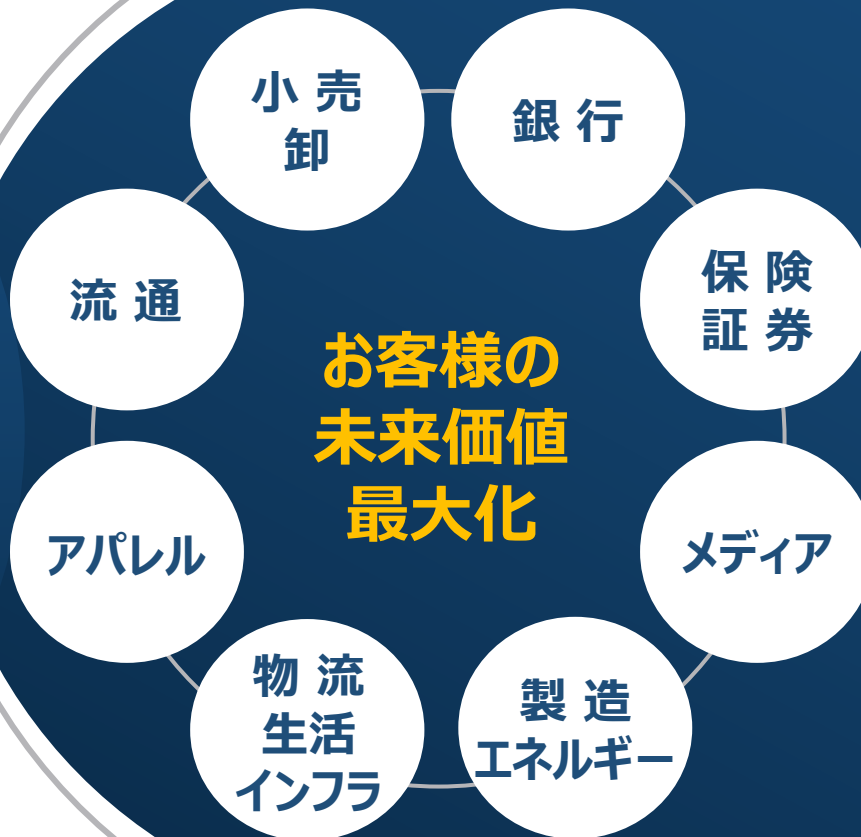 小 売
卸
銀 行
保 険
証 券
流 通
お客様の
未来価値
最大化
アパレル
メディア
物 流
生活
インフラ
製 造
エネルギー